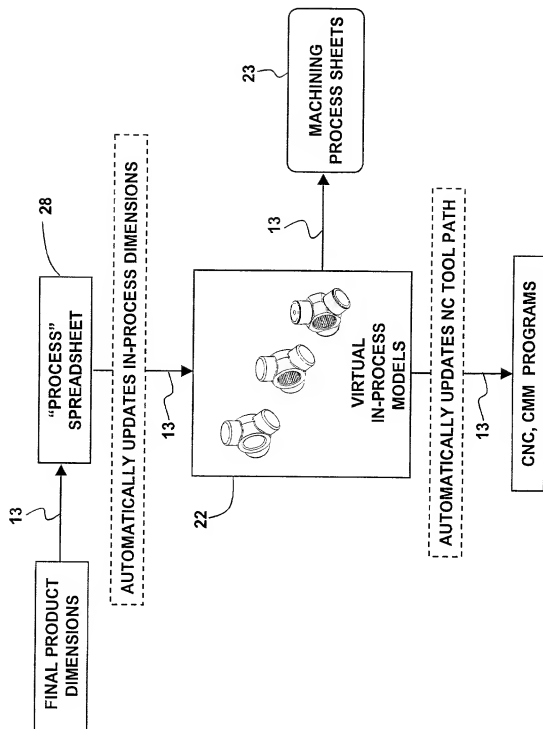 FINAL PRODUCT
DIMENSIONS
13
"PROCESS"
SPREADSHEET
28
AUTOMATICALLY UPDATES IN-PROCESS DIMENSIONS
13
22
VIRTUAL
IN-PROCESS
MODELS
13
MACHINING
PROCESS SHEETS
23
AUTOMATICALLY UPDATES NC TOOL PATH
13
CNC, CMM PROGRAMS